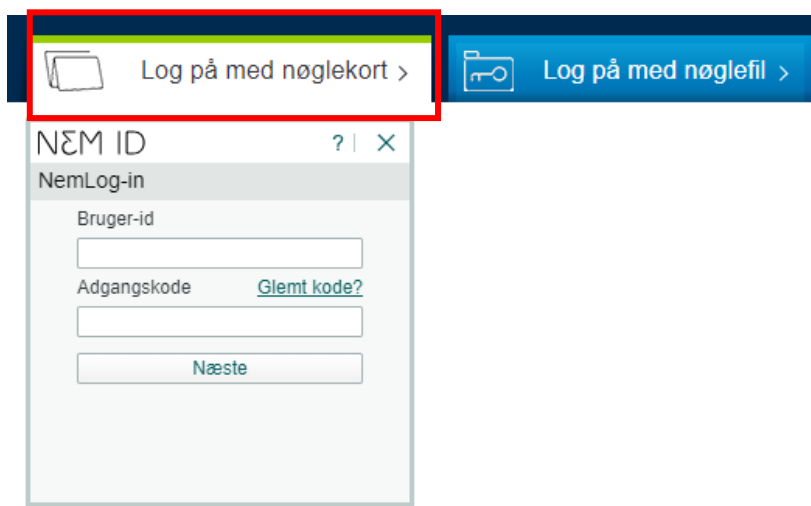 Log på med nøglekort >
Log på med nøglefil >
NEM ID ? | ×
NemLog-in
Bruger-id
Adgangskode Glemt kode?
Næste